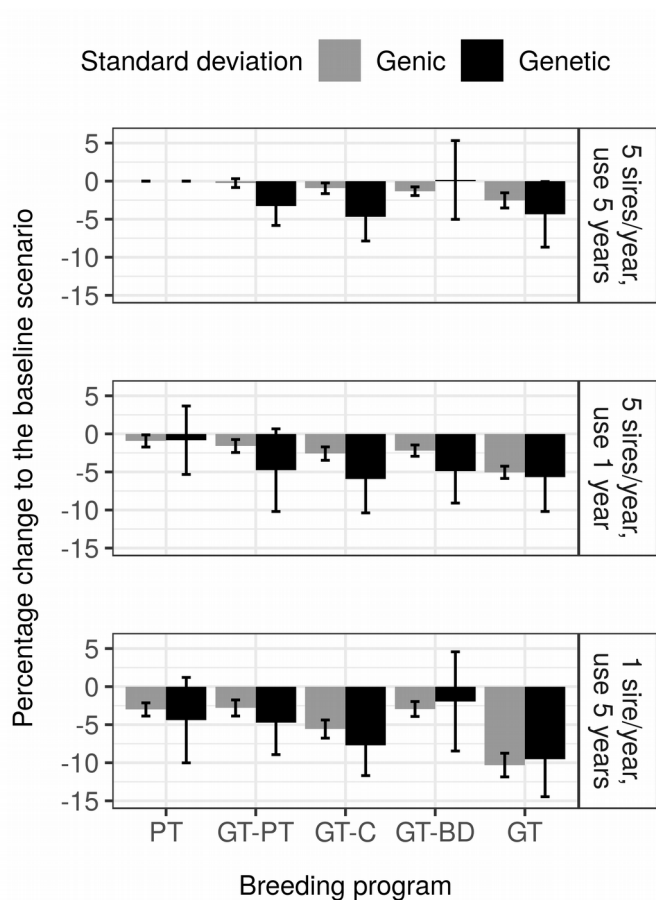 Standard deviation Genic Genetic
Percentage change to the baseline scenario
5
0
-5
-10
-15
5 sires/year,
use 5 years
5
0
-5
-10
-15
5 sires/year,
use 1 year
5
0
-5
-10
-15
1 sire/year,
use 5 years
PT GT-PT GT-C GT-BD GT
Breeding program